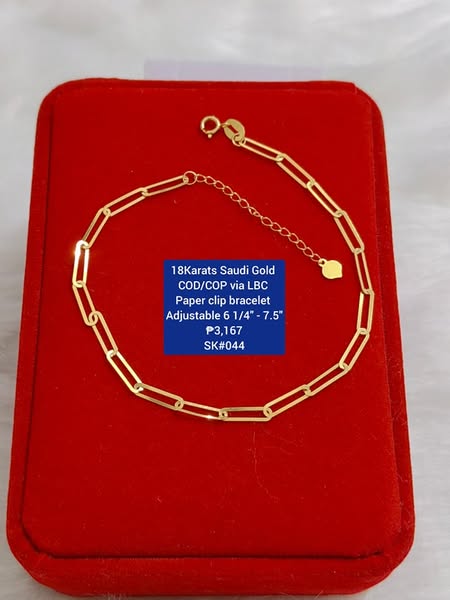 18Karats Saudi Gold
COD/COP via LBC
Paper clip bracelet
Adjustable 6 1/4" - 7.5"
₱3,167
SK#044